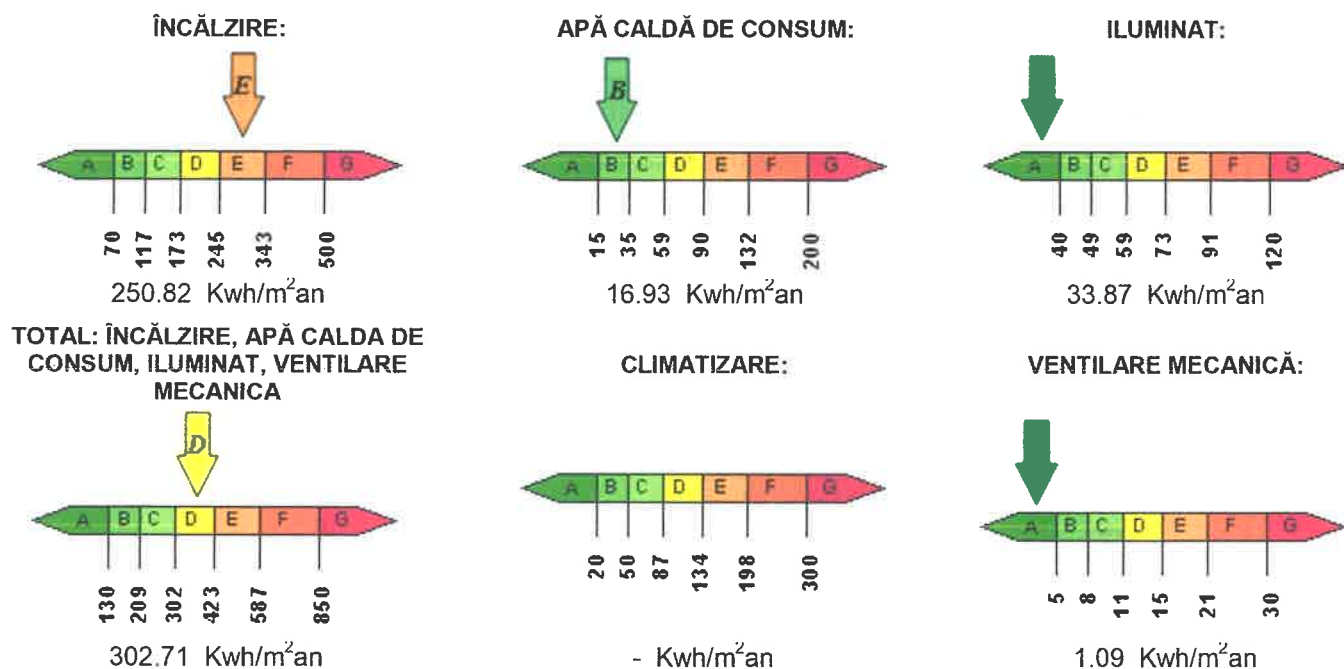 ÎNCĂLZIRE:
E
A B C D E F G
70 117 173 245 343 500
250.82 Kwh/m²an
APĂ CALDĂ DE CONSUM:
B
A B C D E F G
15 35 59 90 132 200
16.93 Kwh/m²an
ILUMINAT:
A B C D E F G
40 49 59 73 91 120
33.87 Kwh/m²an
TOTAL: ÎNCĂLZIRE, APĂ CALDA DE
CONSUM, ILUMINAT, VENTILARE
MECANICA
D
A B C D E F G
130 209 302 423 587 850
302.71 Kwh/m²an
CLIMATIZARE:
A B C D E F G
20 50 87 134 198 300
- Kwh/m²an
VENTILARE MECANICĂ:
A B C D E F G
5 8 11 15 21 30
1.09 Kwh/m²an